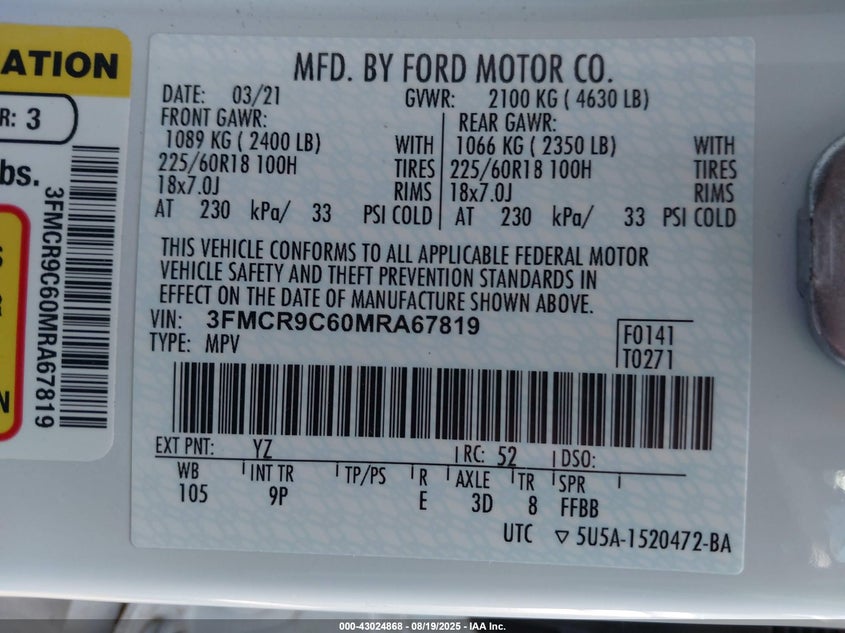 ATION
R: 3
bs.
3FMCR9C60MRA67819
S
N
MFD. BY FORD MOTOR CO.
DATE: 03/21 GVWR: 2100 KG ( 4630 LB)
FRONT GAWR: REAR GAWR:
1089 KG ( 2400 LB) WITH 1066 KG ( 2350 LB) WITH
225/60R18 100H TIRES 225/60R18 100H TIRES
18x7.0J RIMS 18x7.0J RIMS
AT 230 kPa/ 33 PSI COLD AT 230 kPa/ 33 PSI COLD
THIS VEHICLE CONFORMS TO ALL APPLICABLE FEDERAL MOTOR
VEHICLE SAFETY AND THEFT PREVENTION STANDARDS IN
EFFECT ON THE DATE OF MANUFACTURE SHOWN ABOVE.
VIN: 3FMCR9C60MRA67819
TYPE: MPV
F0141
T0271
EXT PNT: YZ RC: 52 DSO:
WB INT TR TP/PS R AXLE TR SPR
105 9P E 3D 8 FFBB
UTC ▽ 5U5A-1520472-BA
000-43024868 - 08/19/2025 - IAA Inc.